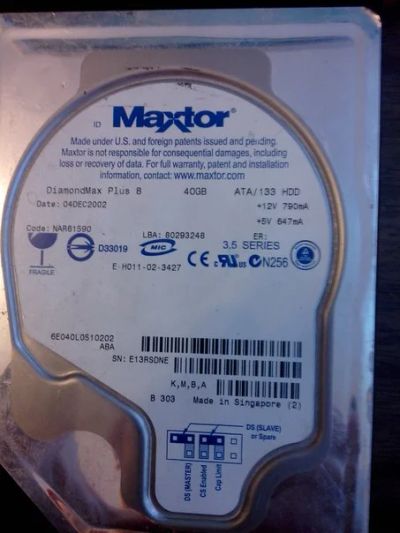 ID Maxtor
Made under U.S. and foreign patents issued and pending.
Maxtor is not responsible for consequential damages, including
loss or recovery of data. For full warranty, patent and installation
information, contact: www.maxtor.com
DiamondMax Plus 8 40GB ATA/133 HDD
Date: 04DEC2002 +12V 790mA
+5V 647mA
Code: NAR61590 LBA: 80293248 ER:
D33019 MIC 3.5 SERIES
FRAGILE E-H011-02-3427 CE c UL us N256
6E040L0510202
ABA
SN: E13RSDNE
K,M,B,A
B 303 Made in Singapore (2)
DS (SLAVE)
or Spare
DS (MASTER)
CS Enabled
Cap Limit